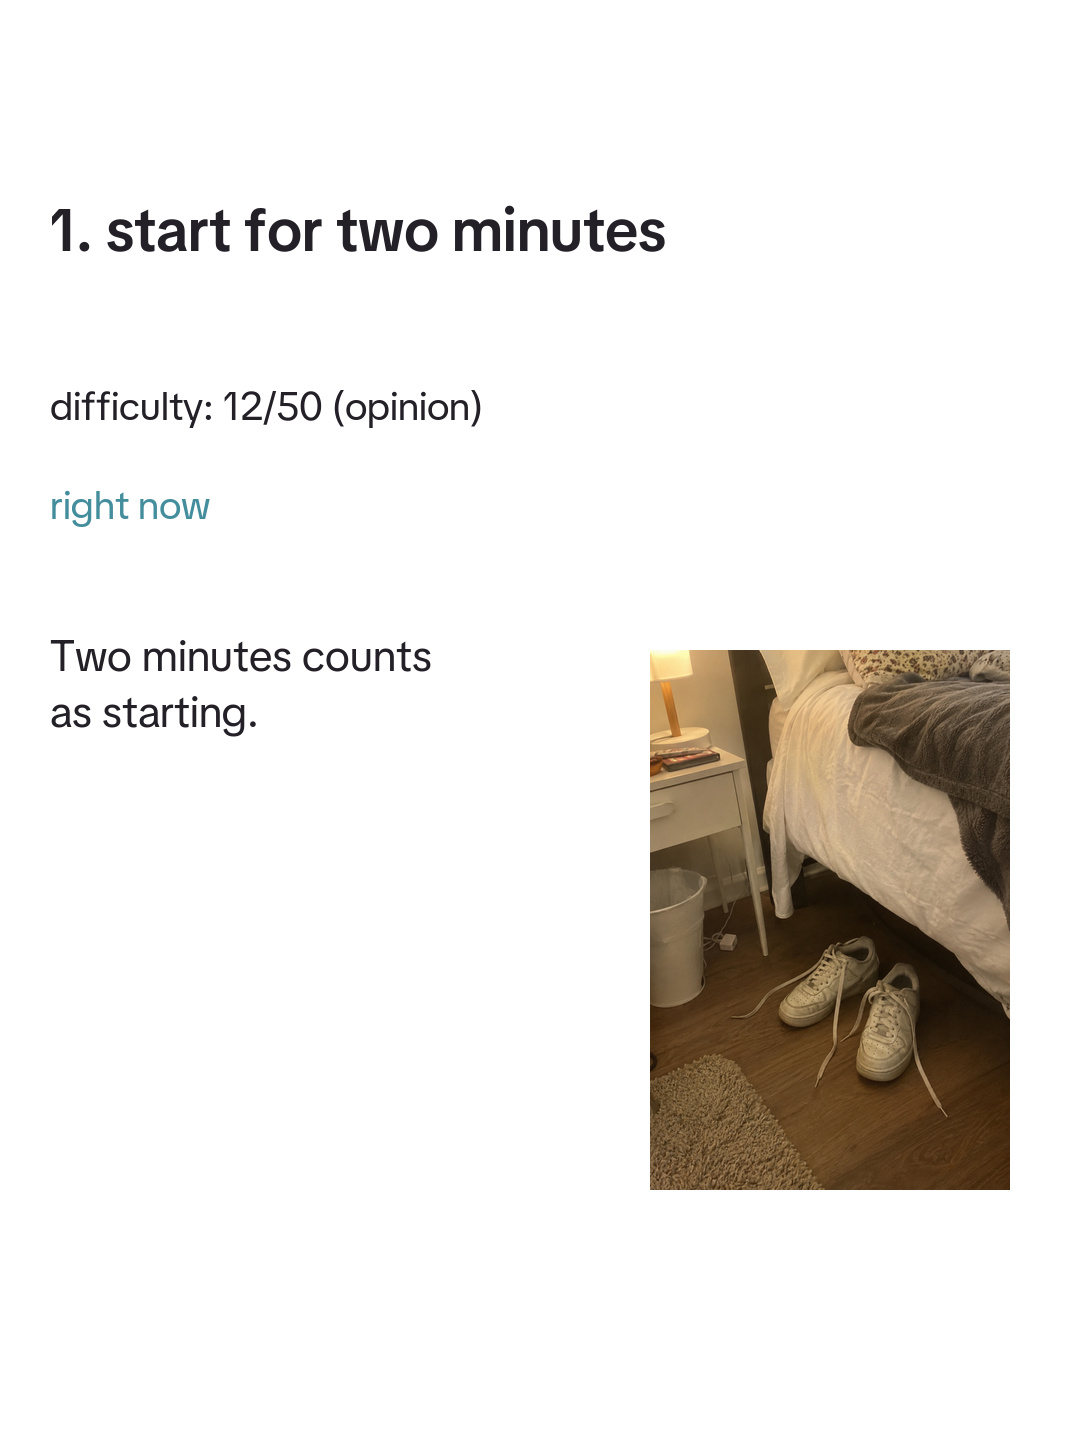 1. start for two minutes
difficulty: 12/50 (opinion)
right now
Two minutes counts
as starting.